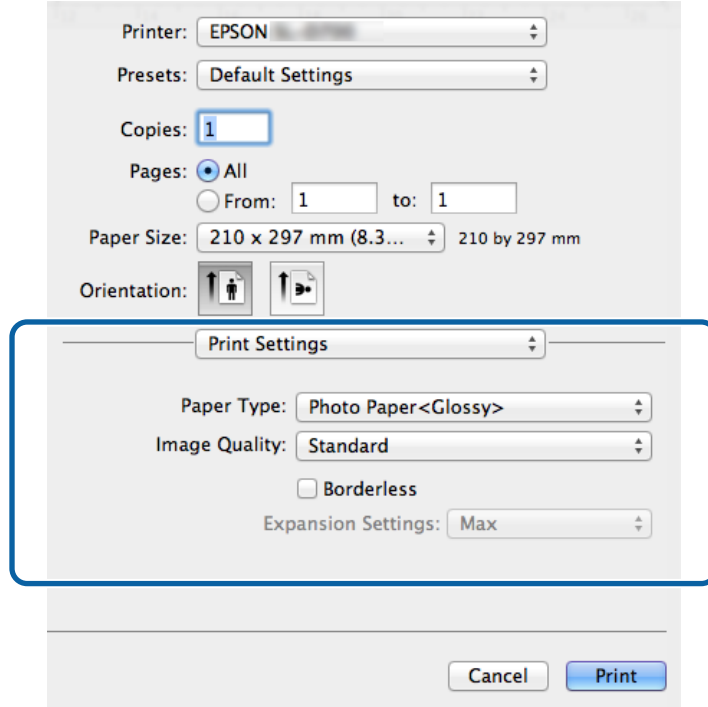 Printer: EPSON
Presets: Default Settings
Copies: 1
Pages: All
From: 1 to: 1
Paper Size: 210 x 297 mm (8.3... 210 by 297 mm
Orientation:
Print Settings
Paper Type: Photo Paper<Glossy>
Image Quality: Standard
Borderless
Expansion Settings: Max
Cancel Print